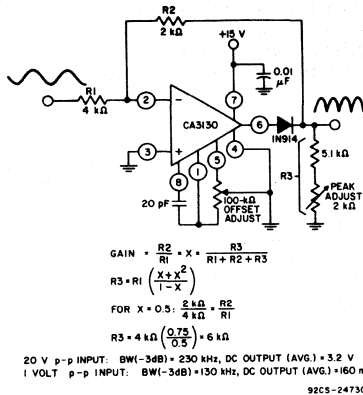 R2
2 kΩ
+15 V
0.01
μF
R1
4 kΩ
2
−
7
CA3130
6
1N914
3
+
8
1
5
4
20 pF
100-kΩ
OFFSET
ADJUST
5.1 kΩ
R3
PEAK
ADJUST
2 kΩ
GAIN = R2/R1 = X = R3/(R1 + R2 + R3)
R3 = R1 (X + X²/1 − X)
FOR X = 0.5: 2 kΩ/4 kΩ = R2/R1
R3 = 4 kΩ (0.75/0.5) = 6 kΩ
20 V p-p INPUT: BW(-3dB) = 230 kHz, DC OUTPUT (AVG.) = 3.2 V
1 VOLT p-p INPUT: BW(-3dB) = 130 kHz, DC OUTPUT (AVG.) = 160 m
92CS-24730